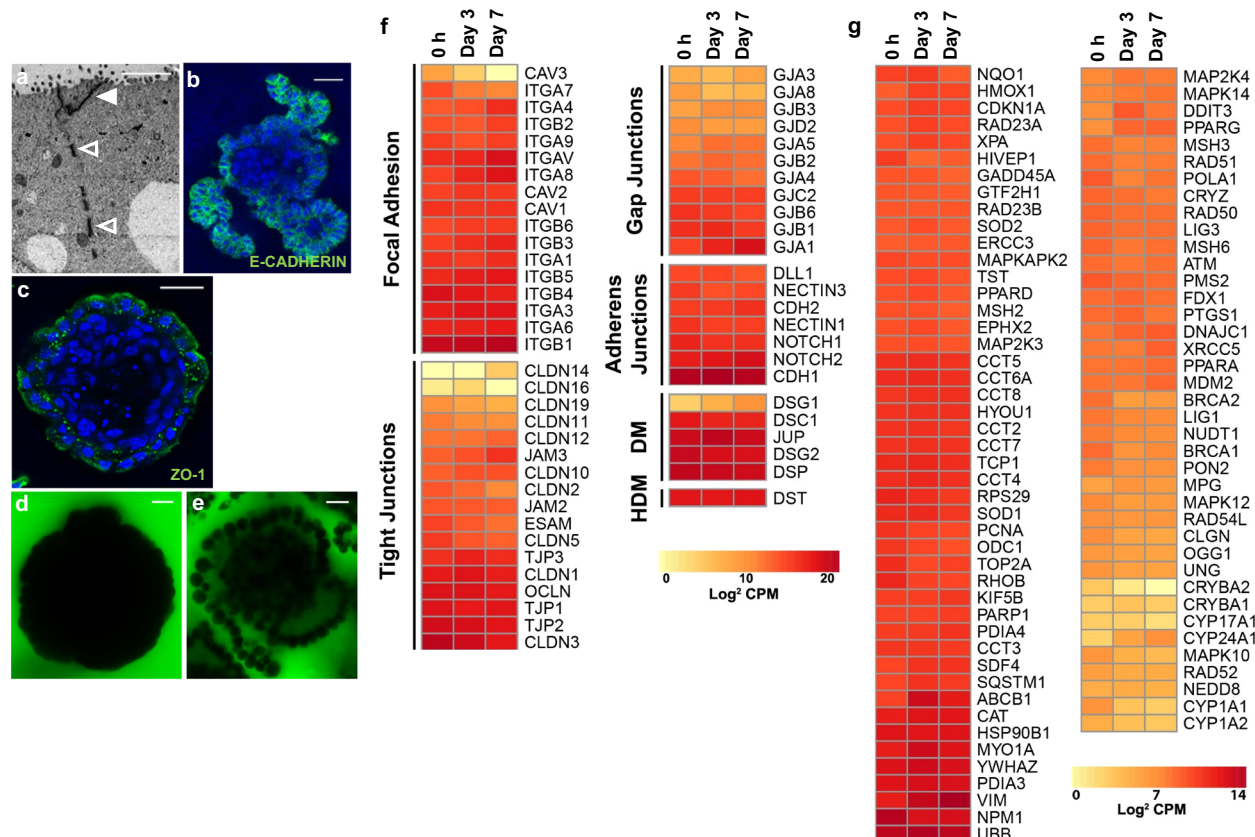 a
b
E-CADHERIN
c
ZO-1
d
e
f
0 h
Day 3
Day 7
Focal Adhesion
CAV3
ITGA7
ITGA4
ITGB2
ITGA9
ITGAV
ITGA8
CAV2
CAV1
ITGB6
ITGB3
ITGA1
ITGB5
ITGB4
ITGA3
ITGA6
ITGB1
Tight Junctions
CLDN14
CLDN16
CLDN19
CLDN11
CLDN12
JAM3
CLDN10
CLDN2
JAM2
ESAM
CLDN5
TJP3
CLDN1
OCLN
TJP1
TJP2
CLDN3
0 h
Day 3
Day 7
Gap Junctions
GJA3
GJA8
GJB3
GJD2
GJA5
GJB2
GJA4
GJC2
GJB6
GJB1
GJA1
Adherens
Junctions
DLL1
NECTIN3
CDH2
NECTIN1
NOTCH1
NOTCH2
CDH1
DM
DSG1
DSC1
JUP
DSG2
DSP
HDM
DST
0
10
20
Log² CPM
g
0 h
Day 3
Day 7
NQO1
HMOX1
CDKN1A
RAD23A
XPA
HIVEP1
GADD45A
GTF2H1
RAD23B
SOD2
ERCC3
MAPKAPK2
TST
PPARD
MSH2
EPHX2
MAP2K3
CCT5
CCT6A
CCT8
HYOU1
CCT2
CCT7
TCP1
CCT4
RPS29
SOD1
PCNA
ODC1
TOP2A
RHOB
KIF5B
PARP1
PDIA4
CCT3
SDF4
SQSTM1
ABCB1
CAT
HSP90B1
MYO1A
YWHAZ
PDIA3
VIM
NPM1
UBB
0 h
Day 3
Day 7
MAP2K4
MAPK14
DDIT3
PPARG
MSH3
RAD51
POLA1
CRYZ
RAD50
LIG3
MSH6
ATM
PMS2
FDX1
PTGS1
DNAJC1
XRCC5
PPARA
MDM2
BRCA2
LIG1
NUDT1
BRCA1
PON2
MPG
MAPK12
RAD54L
CLGN
OGG1
UNG
CRYBA2
CRYBA1
CYP17A1
CYP24A1
MAPK10
RAD52
NEDD8
CYP1A1
CYP1A2
0
7
14
Log² CPM